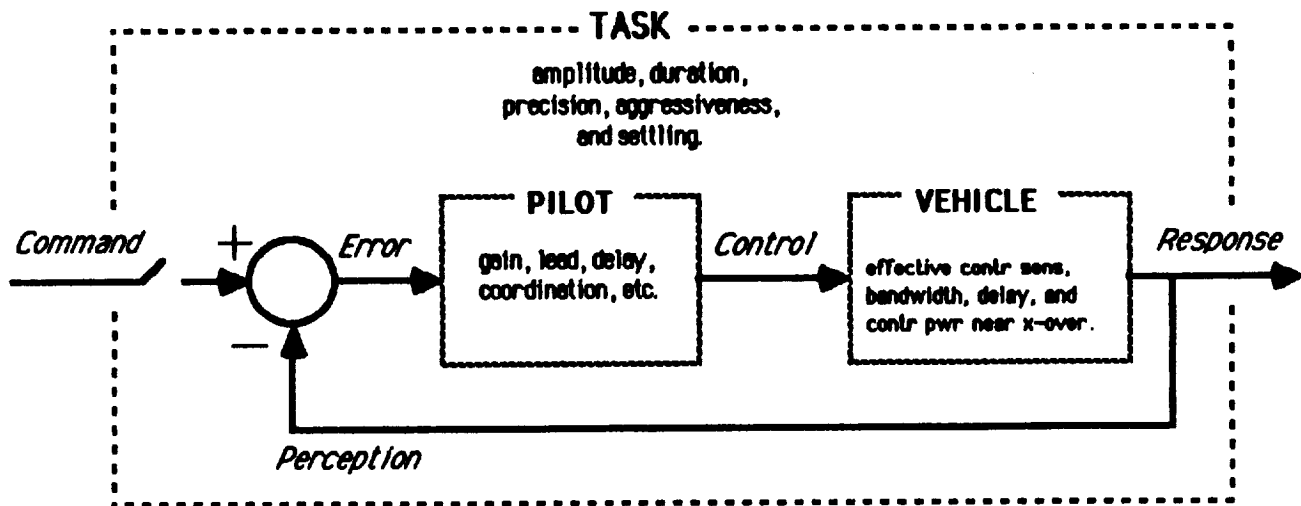 TASK
amplitude, duration,
precision, aggressiveness,
and settling.
PILOT
VEHICLE
Command
+
Error
gain, lead, delay,
coordination, etc.
Control
effective contr sens,
bandwidth, delay, and
contr pwr near x-over.
Response
−
Perception